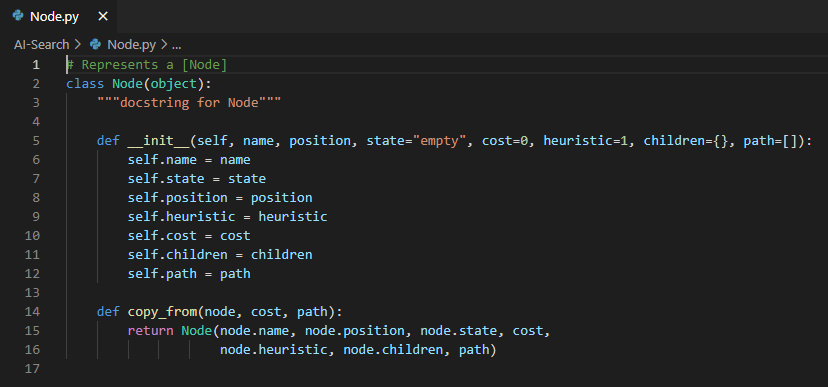 Node.py ×
AI-Search > Node.py > ...
1 # Represents a [Node]
2 class Node(object):
3     """docstring for Node"""
4
5     def __init__(self, name, position, state="empty", cost=0, heuristic=1, children={}, path=[]):
6         self.name = name
7         self.state = state
8         self.position = position
9         self.heuristic = heuristic
10         self.cost = cost
11         self.children = children
12         self.path = path
13
14     def copy_from(node, cost, path):
15         return Node(node.name, node.position, node.state, cost,
16                     node.heuristic, node.children, path)
17